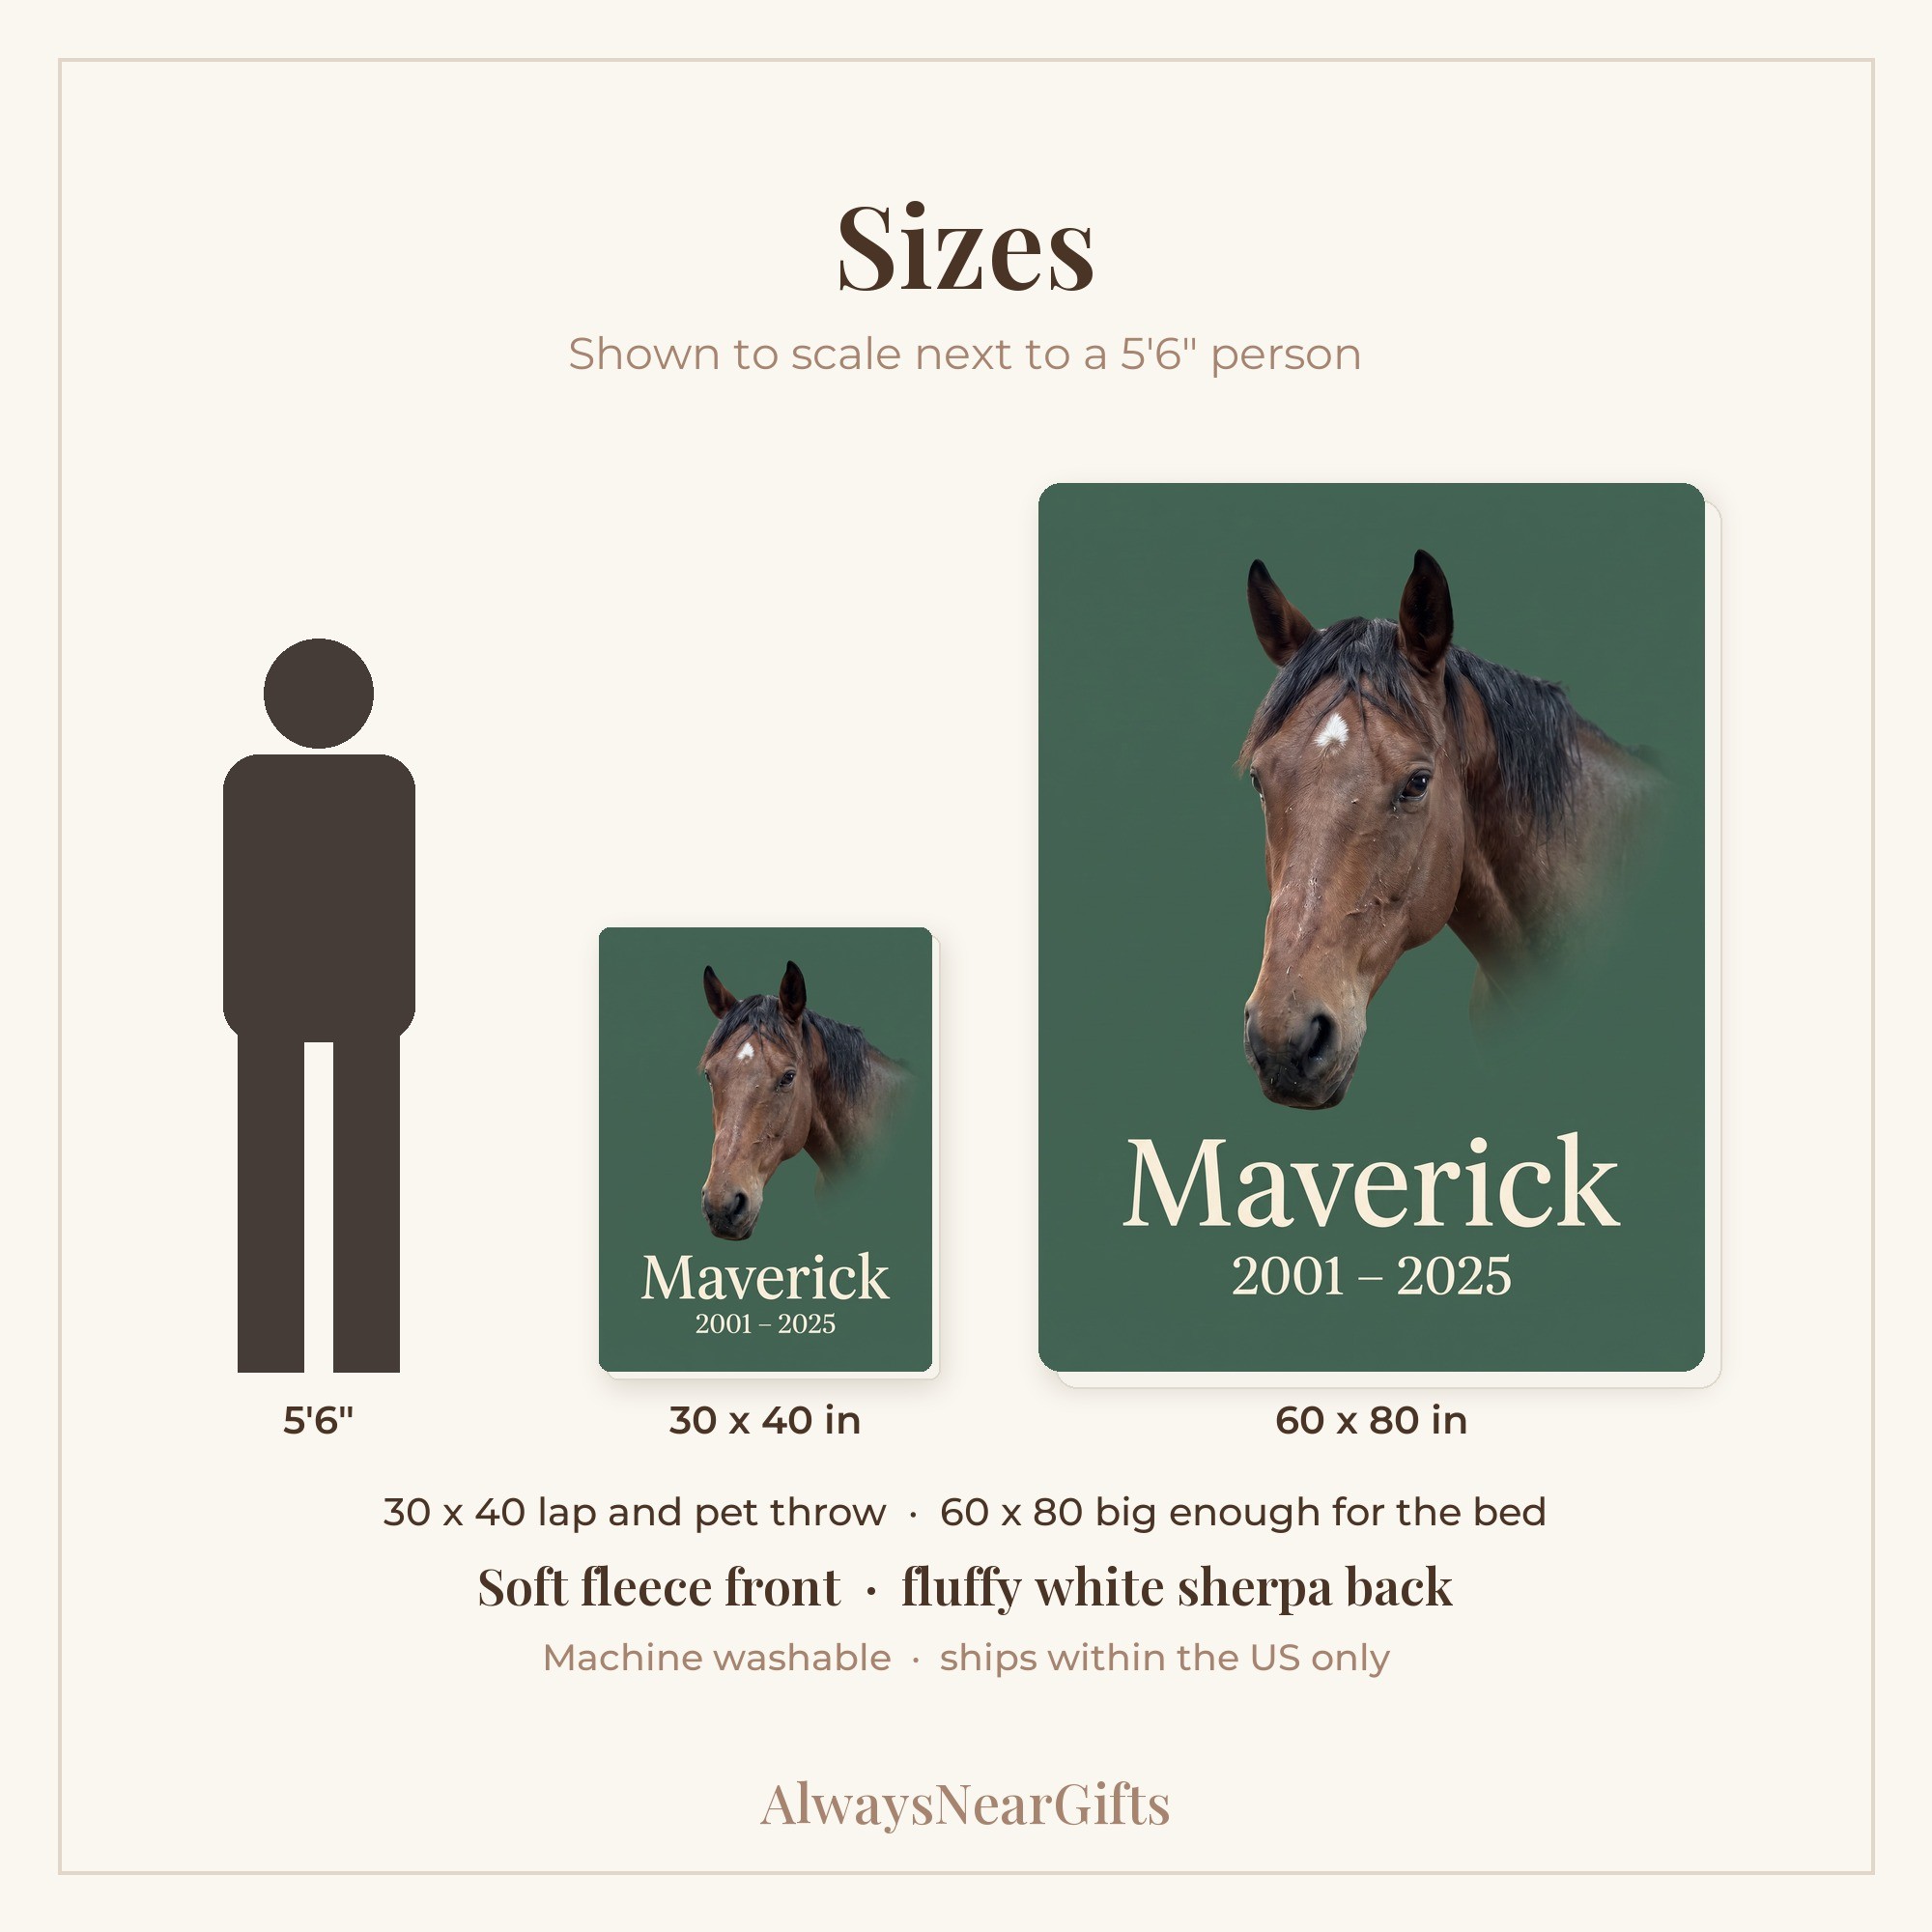 Sizes
Shown to scale next to a 5'6" person
Maverick
2001 – 2025
Maverick
2001 – 2025
5'6"
30 x 40 in
60 x 80 in
30 x 40 lap and pet throw · 60 x 80 big enough for the bed
Soft fleece front · fluffy white sherpa back
Machine washable · ships within the US only
AlwaysNearGifts